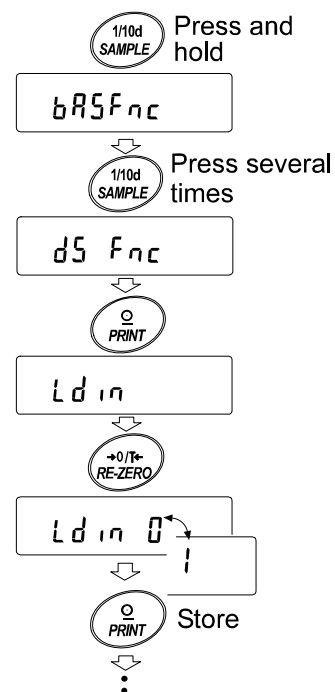 1/10d
SAMPLE
Press and
hold
bASFnc
1/10d
SAMPLE
Press several
times
dS Fnc
PRINT
Ldin
→0/T←
RE-ZERO
Ldin 0
1
PRINT
Store